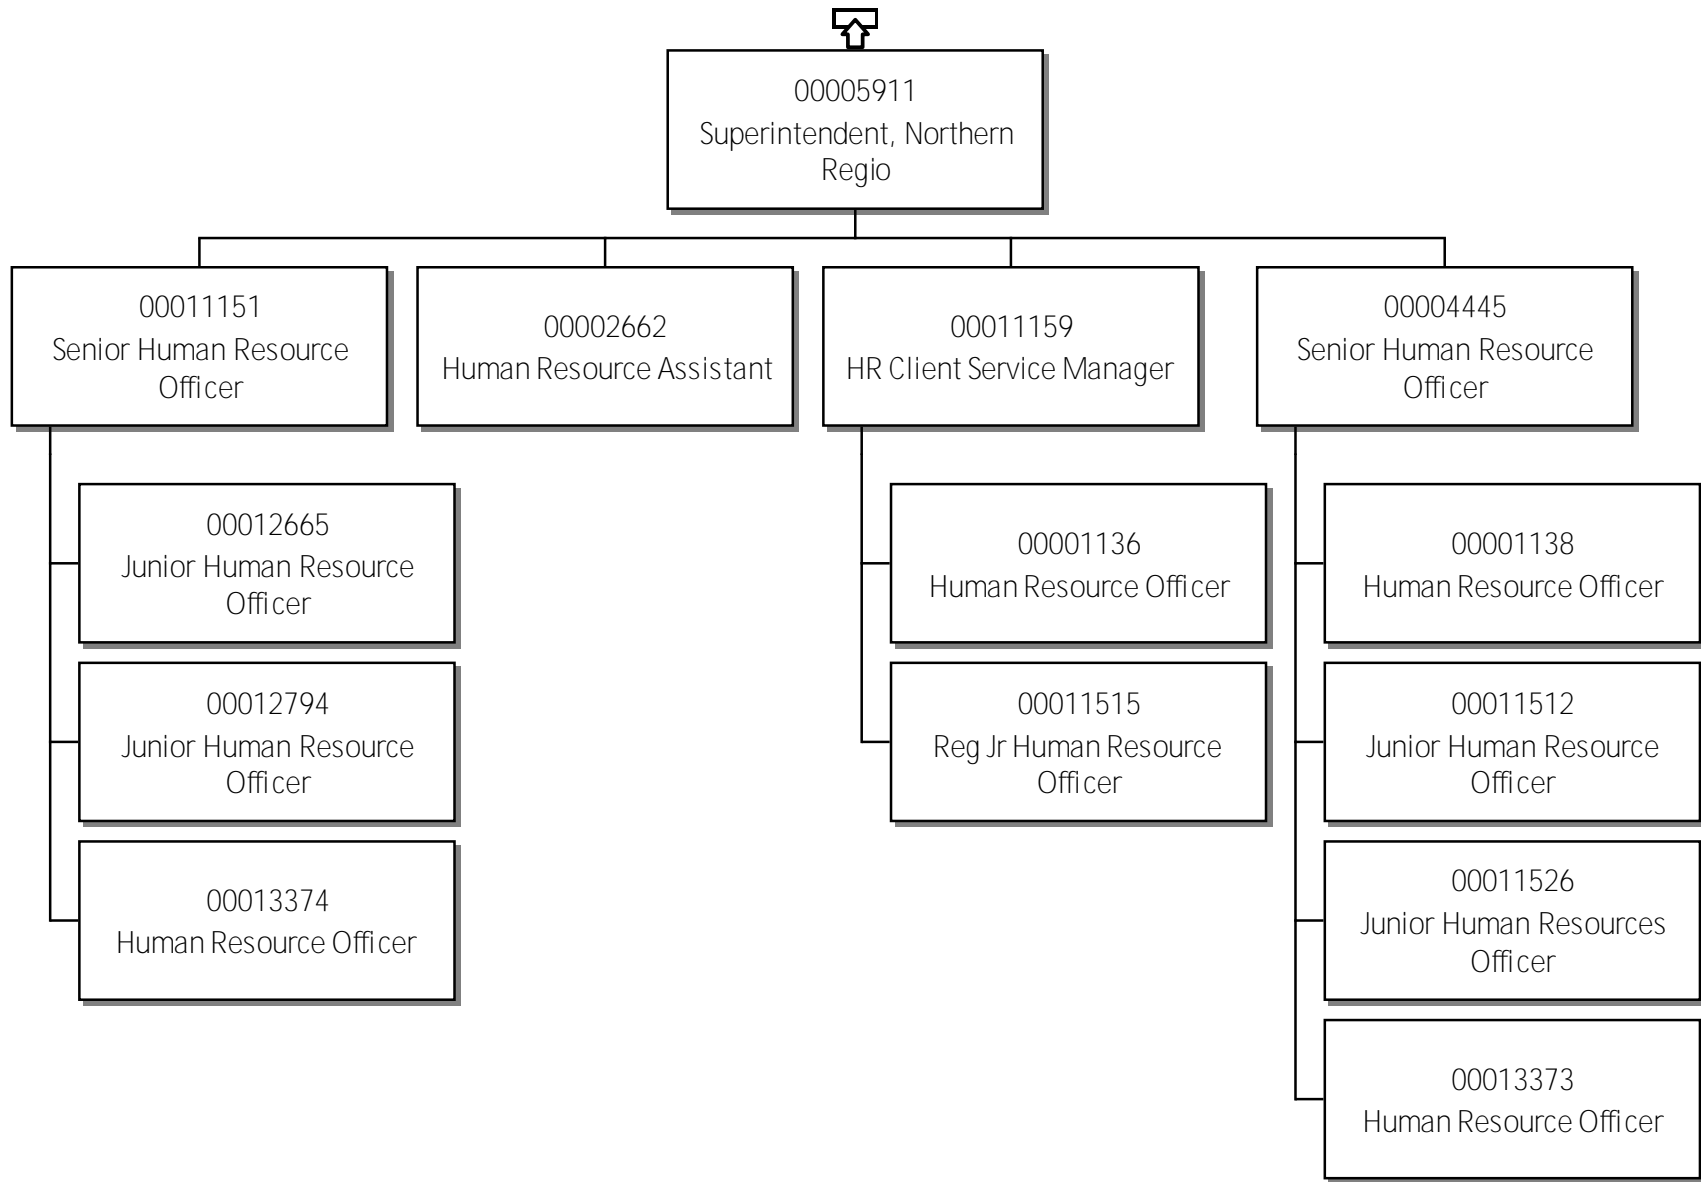 00005911
Superintendent, Northern
Regio
00011151
Senior Human Resource
Officer
00002662
Human Resource Assistant
00011159
HR Client Service Manager
00004445
Senior Human Resource
Officer
00012665
Junior Human Resource
Officer
00012794
Junior Human Resource
Officer
00013374
Human Resource Officer
00001136
Human Resource Officer
00011515
Reg Jr Human Resource
Officer
00001138
Human Resource Officer
00011512
Junior Human Resource
Officer
00011526
Junior Human Resources
Officer
00013373
Human Resource Officer